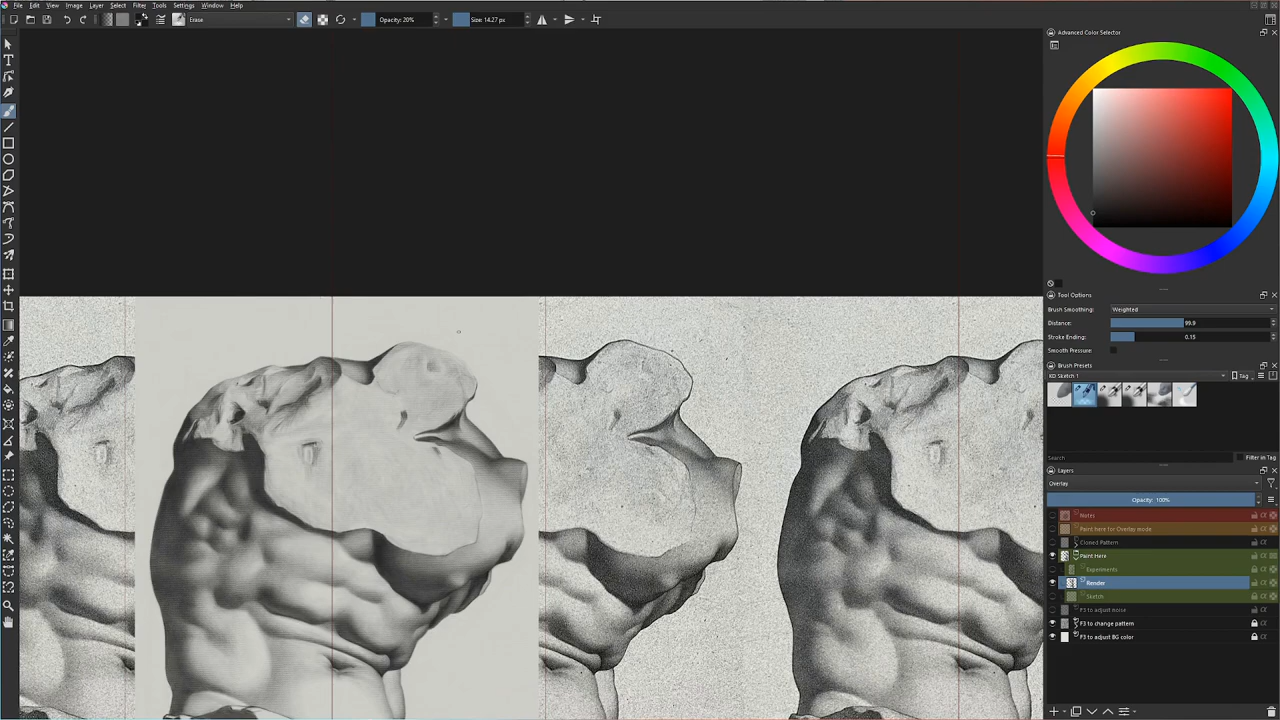 File Edit View Image Layer Select Filter Tools Settings Window Help
Erase Opacity: 20% Size: 14.27 px
Advanced Color Selector
Tool Options
Brush Smoothing: Weighted
Distance: 99.9
Stroke Ending: 0.15
Smooth Pressure:
Brush Presets
KD Sketch 1 Tag
Search Filter in Tag
Layers
Overlay
Opacity: 100%
Notes
Paint here for Overlay mode
Cloned Pattern
Paint Here
Experiments
Render
Sketch
F3 to adjust noise
F3 to change pattern
F3 to adjust BG color